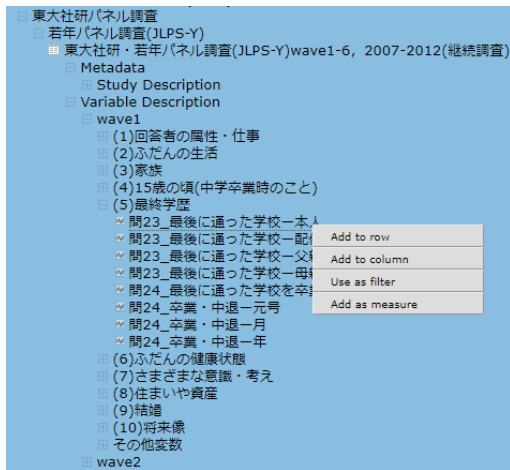 東大社研パネル調査
若年パネル調査(JLPS-Y)
東大社研・若年パネル調査(JLPS-Y)wave1-6, 2007-2012(継続調査)
Metadata
Study Description
Variable Description
wave1
(1)回答者の属性・仕事
(2)ふだんの生活
(3)家族
(4)15歳の頃(中学卒業時のこと)
(5)最終学歴
問23_最後に通った学校ー本人
問23_最後に通った学校ー配
Add to row
問23_最後に通った学校ー父
Add to column
問23_最後に通った学校ー母
Use as filter
問24_最後に通った学校を卒
Add as measure
問24_卒業・中退ー元号
問24_卒業・中退ー月
問24_卒業・中退ー年
(6)ふだんの健康状態
(7)さまざまな意識・考え
(8)住まいや資産
(9)結婚
(10)将来像
その他変数
wave2